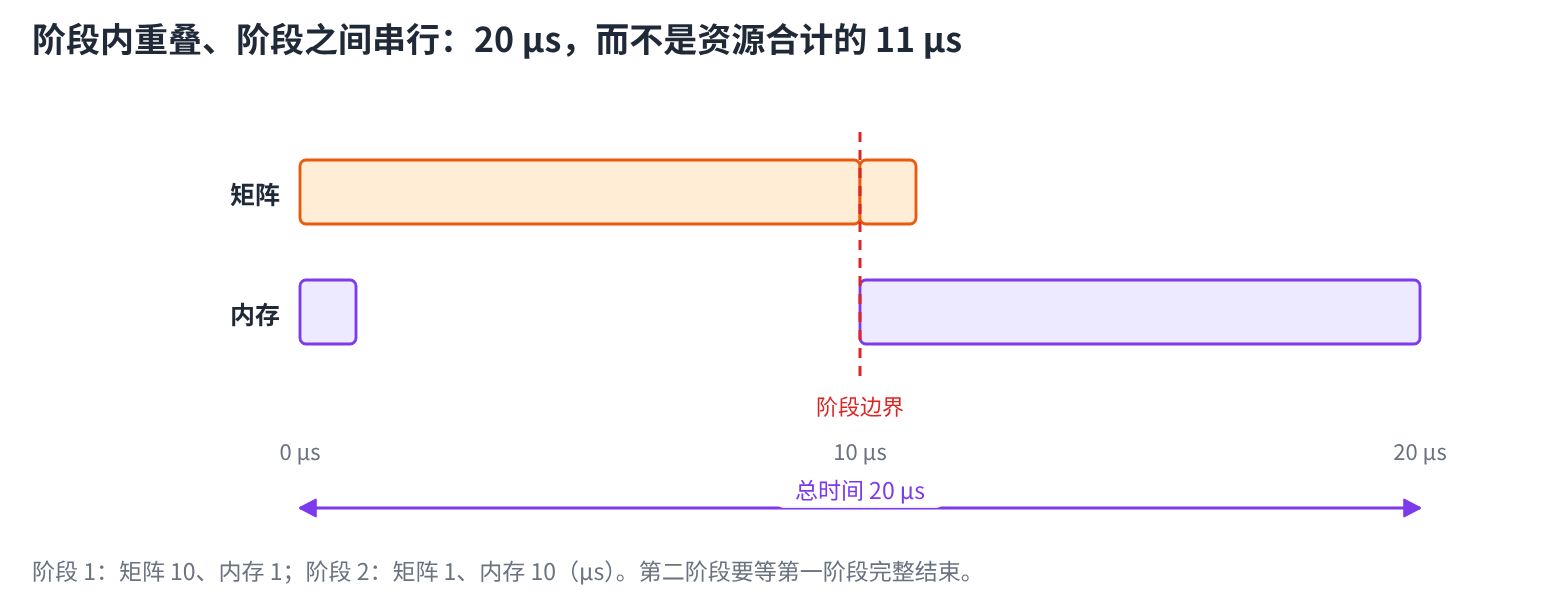 阶段内重叠、阶段之间串行：20 μs，而不是资源合计的 11 μs
矩阵
内存
阶段边界
0 μs
10 μs
20 μs
总时间 20 μs
阶段 1：矩阵 10、内存 1；阶段 2：矩阵 1、内存 10（μs）。第二阶段要等第一阶段完整结束。